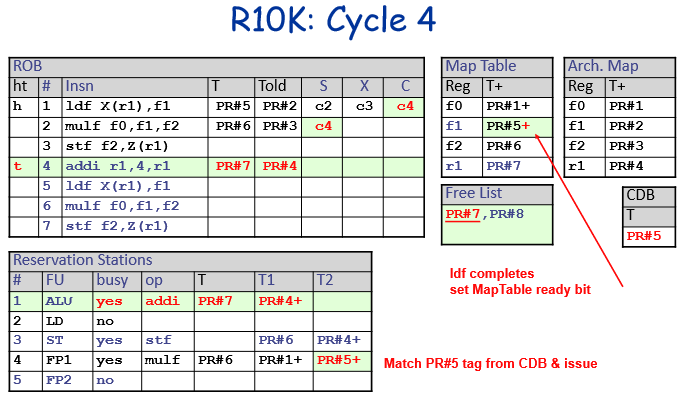 R10K: Cycle 4
ROB
ht # Insn T Told S X C
h 1 ldf X(r1),f1 PR#5 PR#2 c2 c3 c4
2 mulf f0,f1,f2 PR#6 PR#3 c4
3 stf f2,Z(r1)
t 4 addi r1,4,r1 PR#7 PR#4
5 ldf X(r1),f1
6 mulf f0,f1,f2
7 stf f2,Z(r1)
Map Table
Reg T+
f0 PR#1+
f1 PR#5+
f2 PR#6
r1 PR#7
Arch. Map
Reg T+
f0 PR#1
f1 PR#2
f2 PR#3
r1 PR#4
Free List
PR#7,PR#8
CDB
T
PR#5
ldf completes
set MapTable ready bit
Reservation Stations
# FU busy op T T1 T2
1 ALU yes addi PR#7 PR#4+
2 LD no
3 ST yes stf PR#6 PR#4+
4 FP1 yes mulf PR#6 PR#1+ PR#5+
5 FP2 no
Match PR#5 tag from CDB & issue